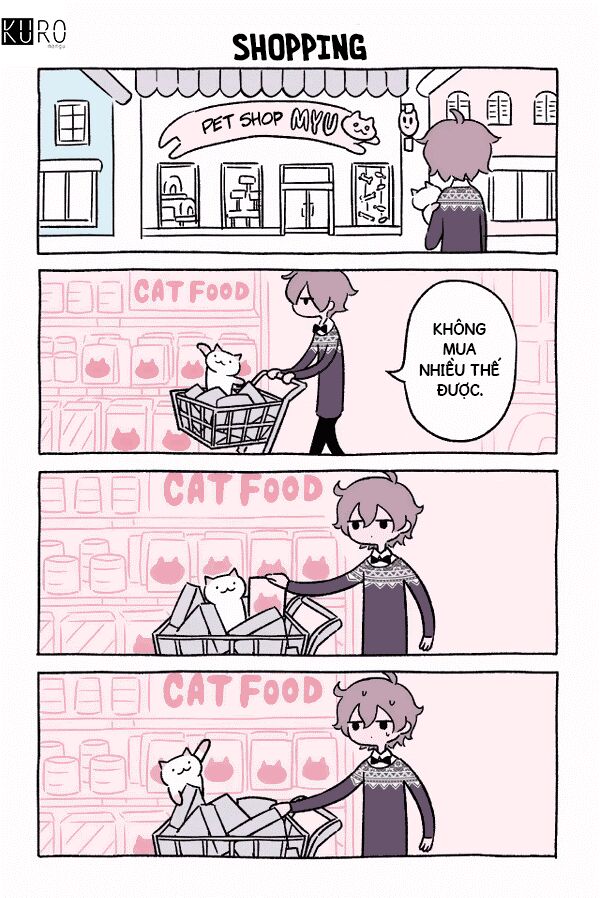 KURO
manga
SHOPPING
PET SHOP MYU
CAT FOOD
KHÔNG
MUA
NHIỀU THẾ
ĐƯỢC.
CAT FOOD
CAT FOOD